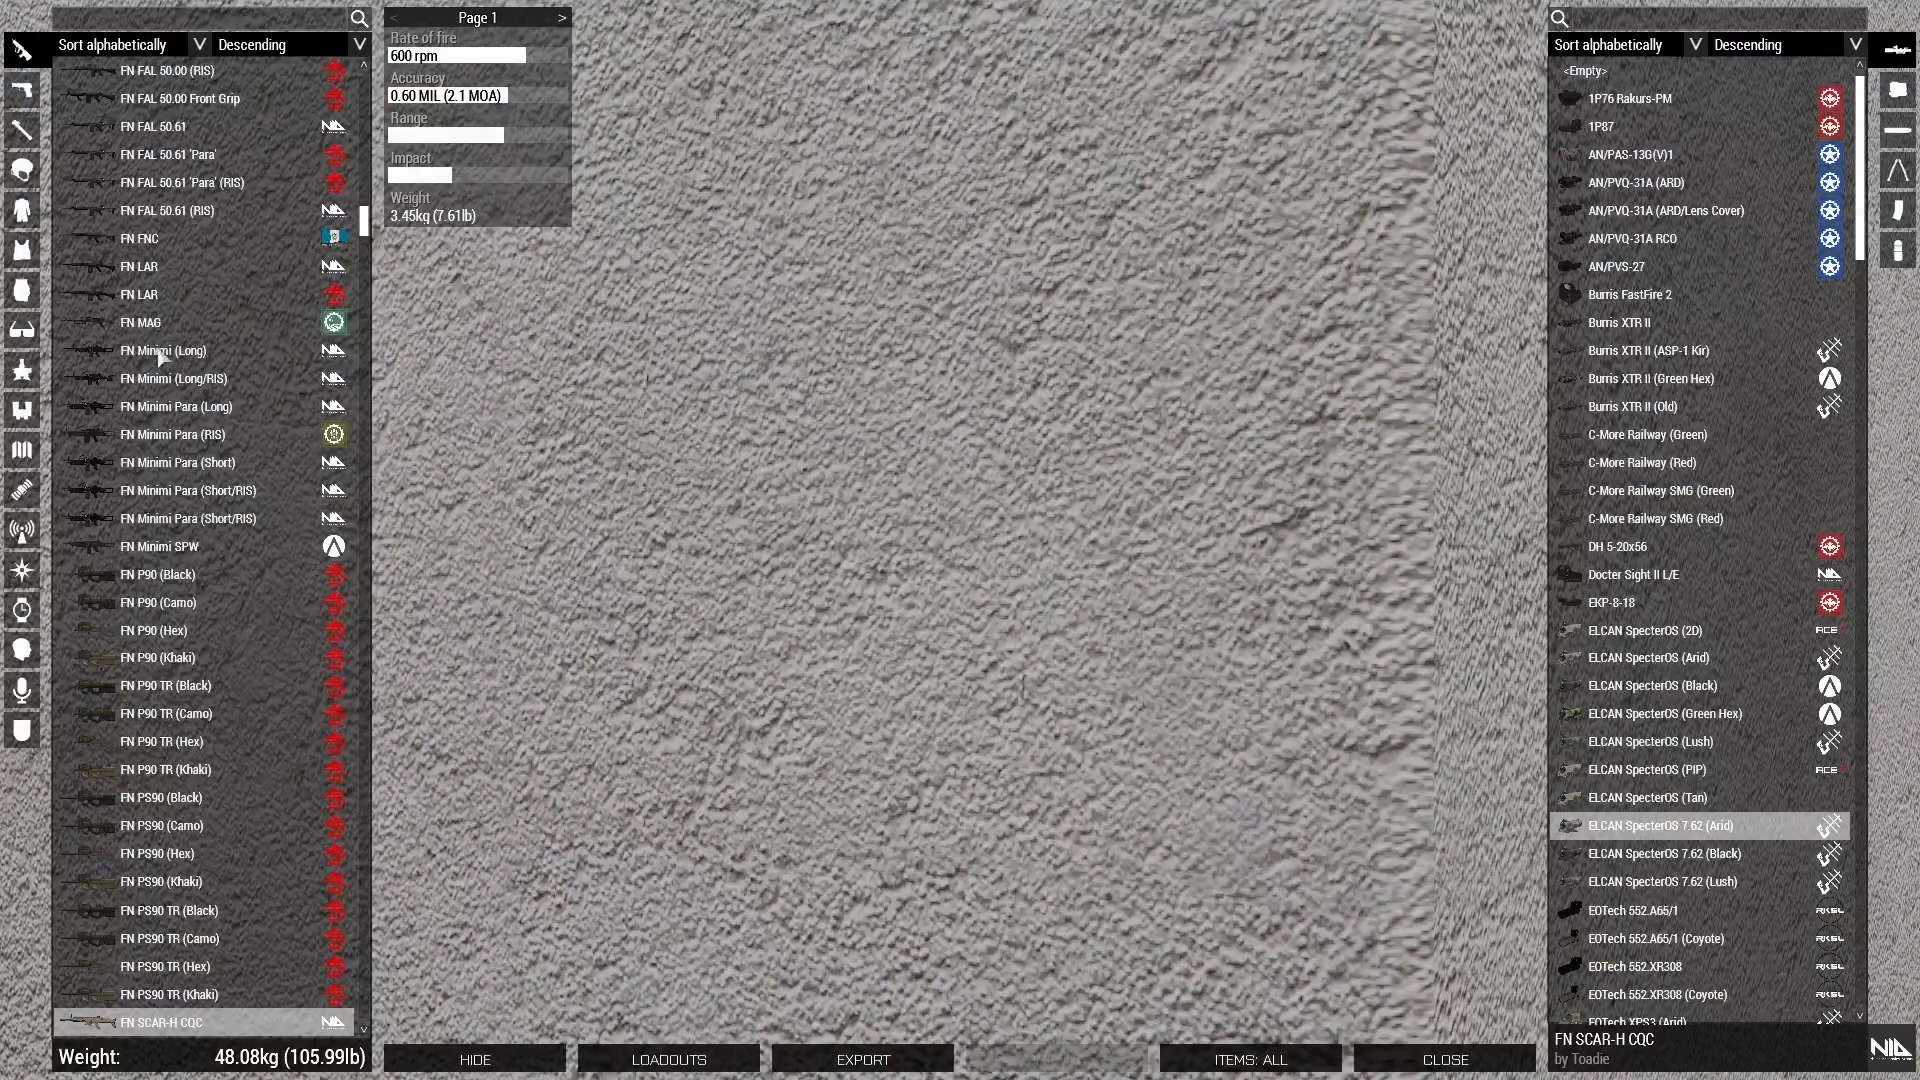 Sort alphabetically
Descending
FN FAL 50.00 (RIS)
FN FAL 50.00 Front Grip
FN FAL 50.61
FN FAL 50.61 'Para'
FN FAL 50.61 'Para' (RIS)
FN FAL 50.61 (RIS)
FN FNC
FN LAR
FN LAR
FN MAG
FN Minimi (Long)
FN Minimi (Long/RIS)
FN Minimi Para (Long)
FN Minimi Para (RIS)
FN Minimi Para (Short)
FN Minimi Para (Short/RIS)
FN Minimi Para (Short/RIS)
FN Minimi SPW
FN P90 (Black)
FN P90 (Camo)
FN P90 (Hex)
FN P90 (Khaki)
FN P90 TR (Black)
FN P90 TR (Camo)
FN P90 TR (Hex)
FN P90 TR (Khaki)
FN PS90 (Black)
FN PS90 (Camo)
FN PS90 (Hex)
FN PS90 (Khaki)
FN PS90 TR (Black)
FN PS90 TR (Camo)
FN PS90 TR (Hex)
FN PS90 TR (Khaki)
FN SCAR-H CQC
Weight: 48.08kg (105.99lb)
< Page 1 >
Rate of fire
600 rpm
Accuracy
0.60 MIL (2.1 MOA)
Range
Impact
Weight
3.45kg (7.61lb)
HIDE
LOADOUTS
EXPORT
ITEMS: ALL
CLOSE
Sort alphabetically
Descending
<Empty>
1P76 Rakurs-PM
1P87
AN/PAS-13G(V)1
AN/PVQ-31A (ARD)
AN/PVQ-31A (ARD/Lens Cover)
AN/PVQ-31A RCO
AN/PVS-27
Burris FastFire 2
Burris XTR II
Burris XTR II (ASP-1 Kir)
Burris XTR II (Green Hex)
Burris XTR II (Old)
C-More Railway (Green)
C-More Railway (Red)
C-More Railway SMG (Green)
C-More Railway SMG (Red)
DH 5-20x56
Docter Sight II L/E
EKP-8-18
ELCAN SpecterOS (2D)
ACE
ELCAN SpecterOS (Arid)
ELCAN SpecterOS (Black)
ELCAN SpecterOS (Green Hex)
ELCAN SpecterOS (Lush)
ELCAN SpecterOS (PIP)
ACE
ELCAN SpecterOS (Tan)
ELCAN SpecterOS 7.62 (Arid)
ELCAN SpecterOS 7.62 (Black)
ELCAN SpecterOS 7.62 (Lush)
EOTech 552.A65/1
RKSL
EOTech 552.A65/1 (Coyote)
RKSL
EOTech 552.XR308
RKSL
EOTech 552.XR308 (Coyote)
RKSL
EOTech XPS3 (Arid)
FN SCAR-H CQC
by Toadie